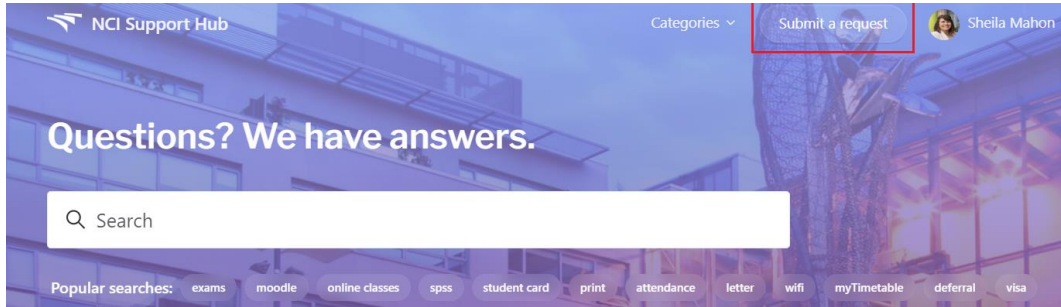 NCI Support Hub Categories Submit a request Sheila Mahon
Questions? We have answers.
Search
Popular searches: exams moodle online classes spss student card print attendance letter wifi myTimetable deferral visa